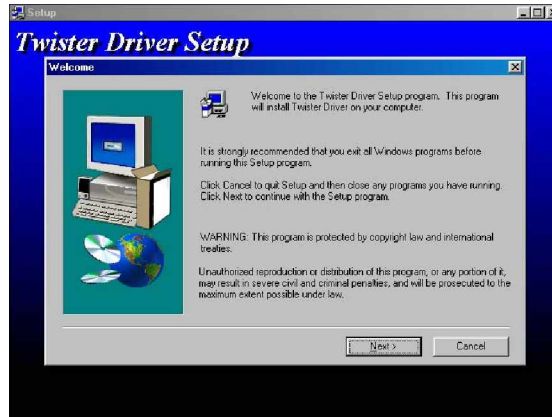 Setup
Twister Driver Setup
Welcome
Welcome to the Twister Driver Setup program. This program
will install Twister Driver on your computer.
It is strongly recommended that you exit all Windows programs before
running this Setup program.
Click Cancel to quit Setup and then close any programs you have running.
Click Next to continue with the Setup program.
WARNING: This program is protected by copyright law and international
treaties.
Unauthorized reproduction or distribution of this program, or any portion of it,
may result in severe civil and criminal penalties, and will be prosecuted to the
maximum extent possible under law.
Next >
Cancel